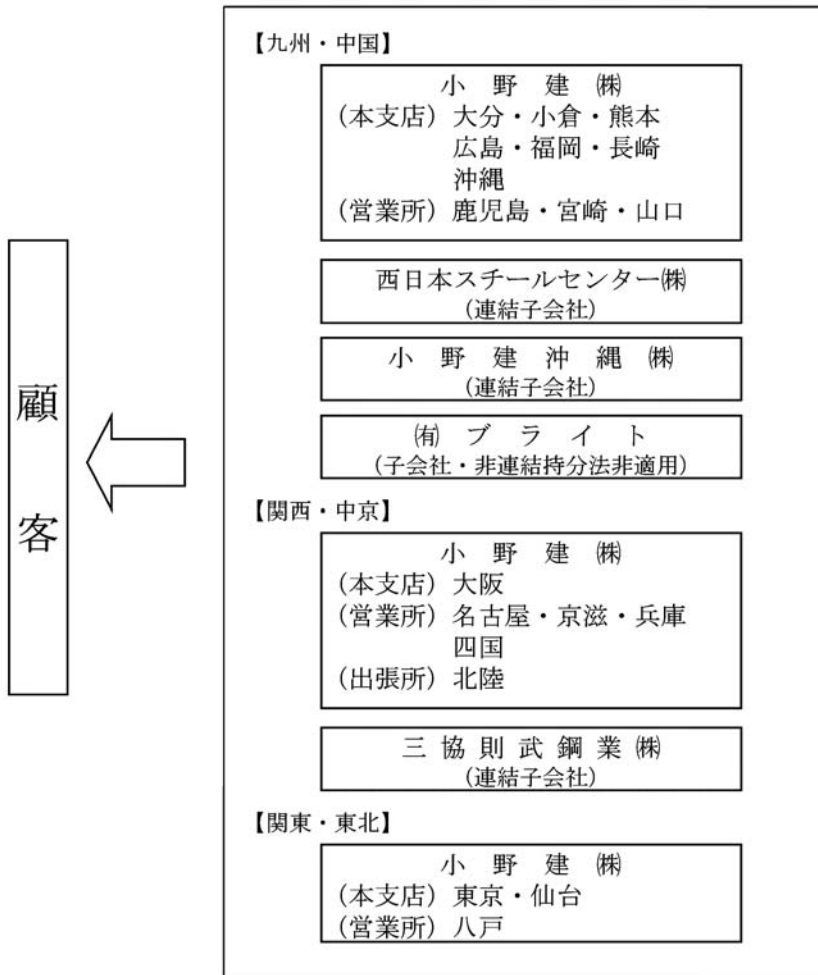 【九州・中国】
小野建㈱
(本支店) 大分・小倉・熊本
広島・福岡・長崎
沖縄
(営業所) 鹿児島・宮崎・山口
西日本スチールセンター㈱
(連結子会社)
小野建沖縄㈱
(連結子会社)
㈲ブライト
(子会社・非連結持分法非適用)
顧客
【関西・中京】
小野建㈱
(本支店) 大阪
(営業所) 名古屋・京滋・兵庫
四国
(出張所) 北陸
三協則武鋼業㈱
(連結子会社)
【関東・東北】
小野建㈱
(本支店) 東京・仙台
(営業所) 八戸